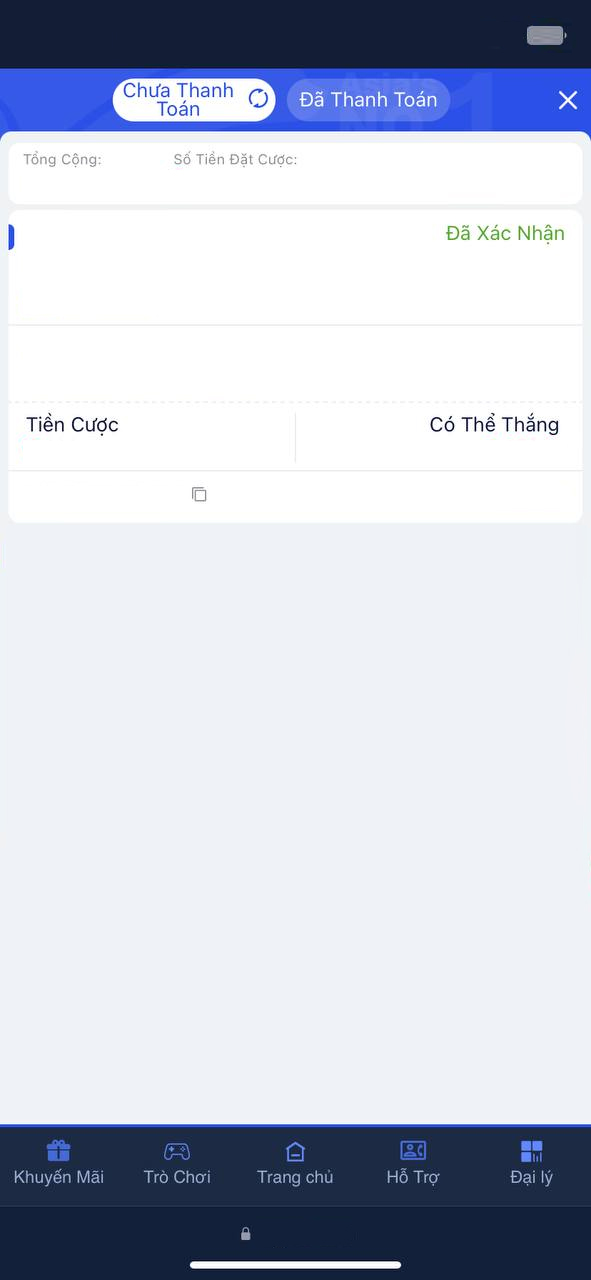 Chưa Thanh
Toán
Đã Thanh Toán
Tổng Cộng:
Số Tiền Đặt Cược:
Đã Xác Nhận
Tiền Cược
Có Thể Thắng
Khuyến Mãi
Trò Chơi
Trang chủ
Hỗ Trợ
Đại lý